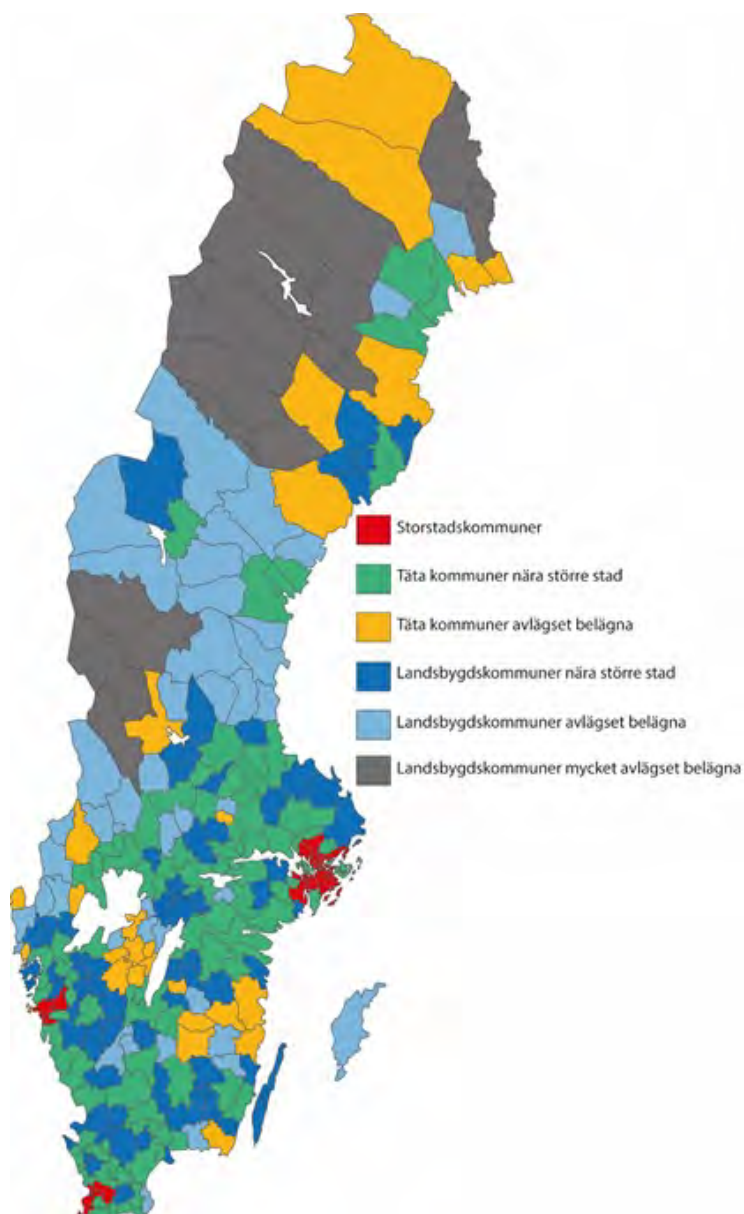 Storstadskommuner
Täta kommuner nära större stad
Täta kommuner avlägset belägna
Landsbygdskommuner nära större stad
Landsbygdskommuner avlägset belägna
Landsbygdskommuner mycket avlägset belägna